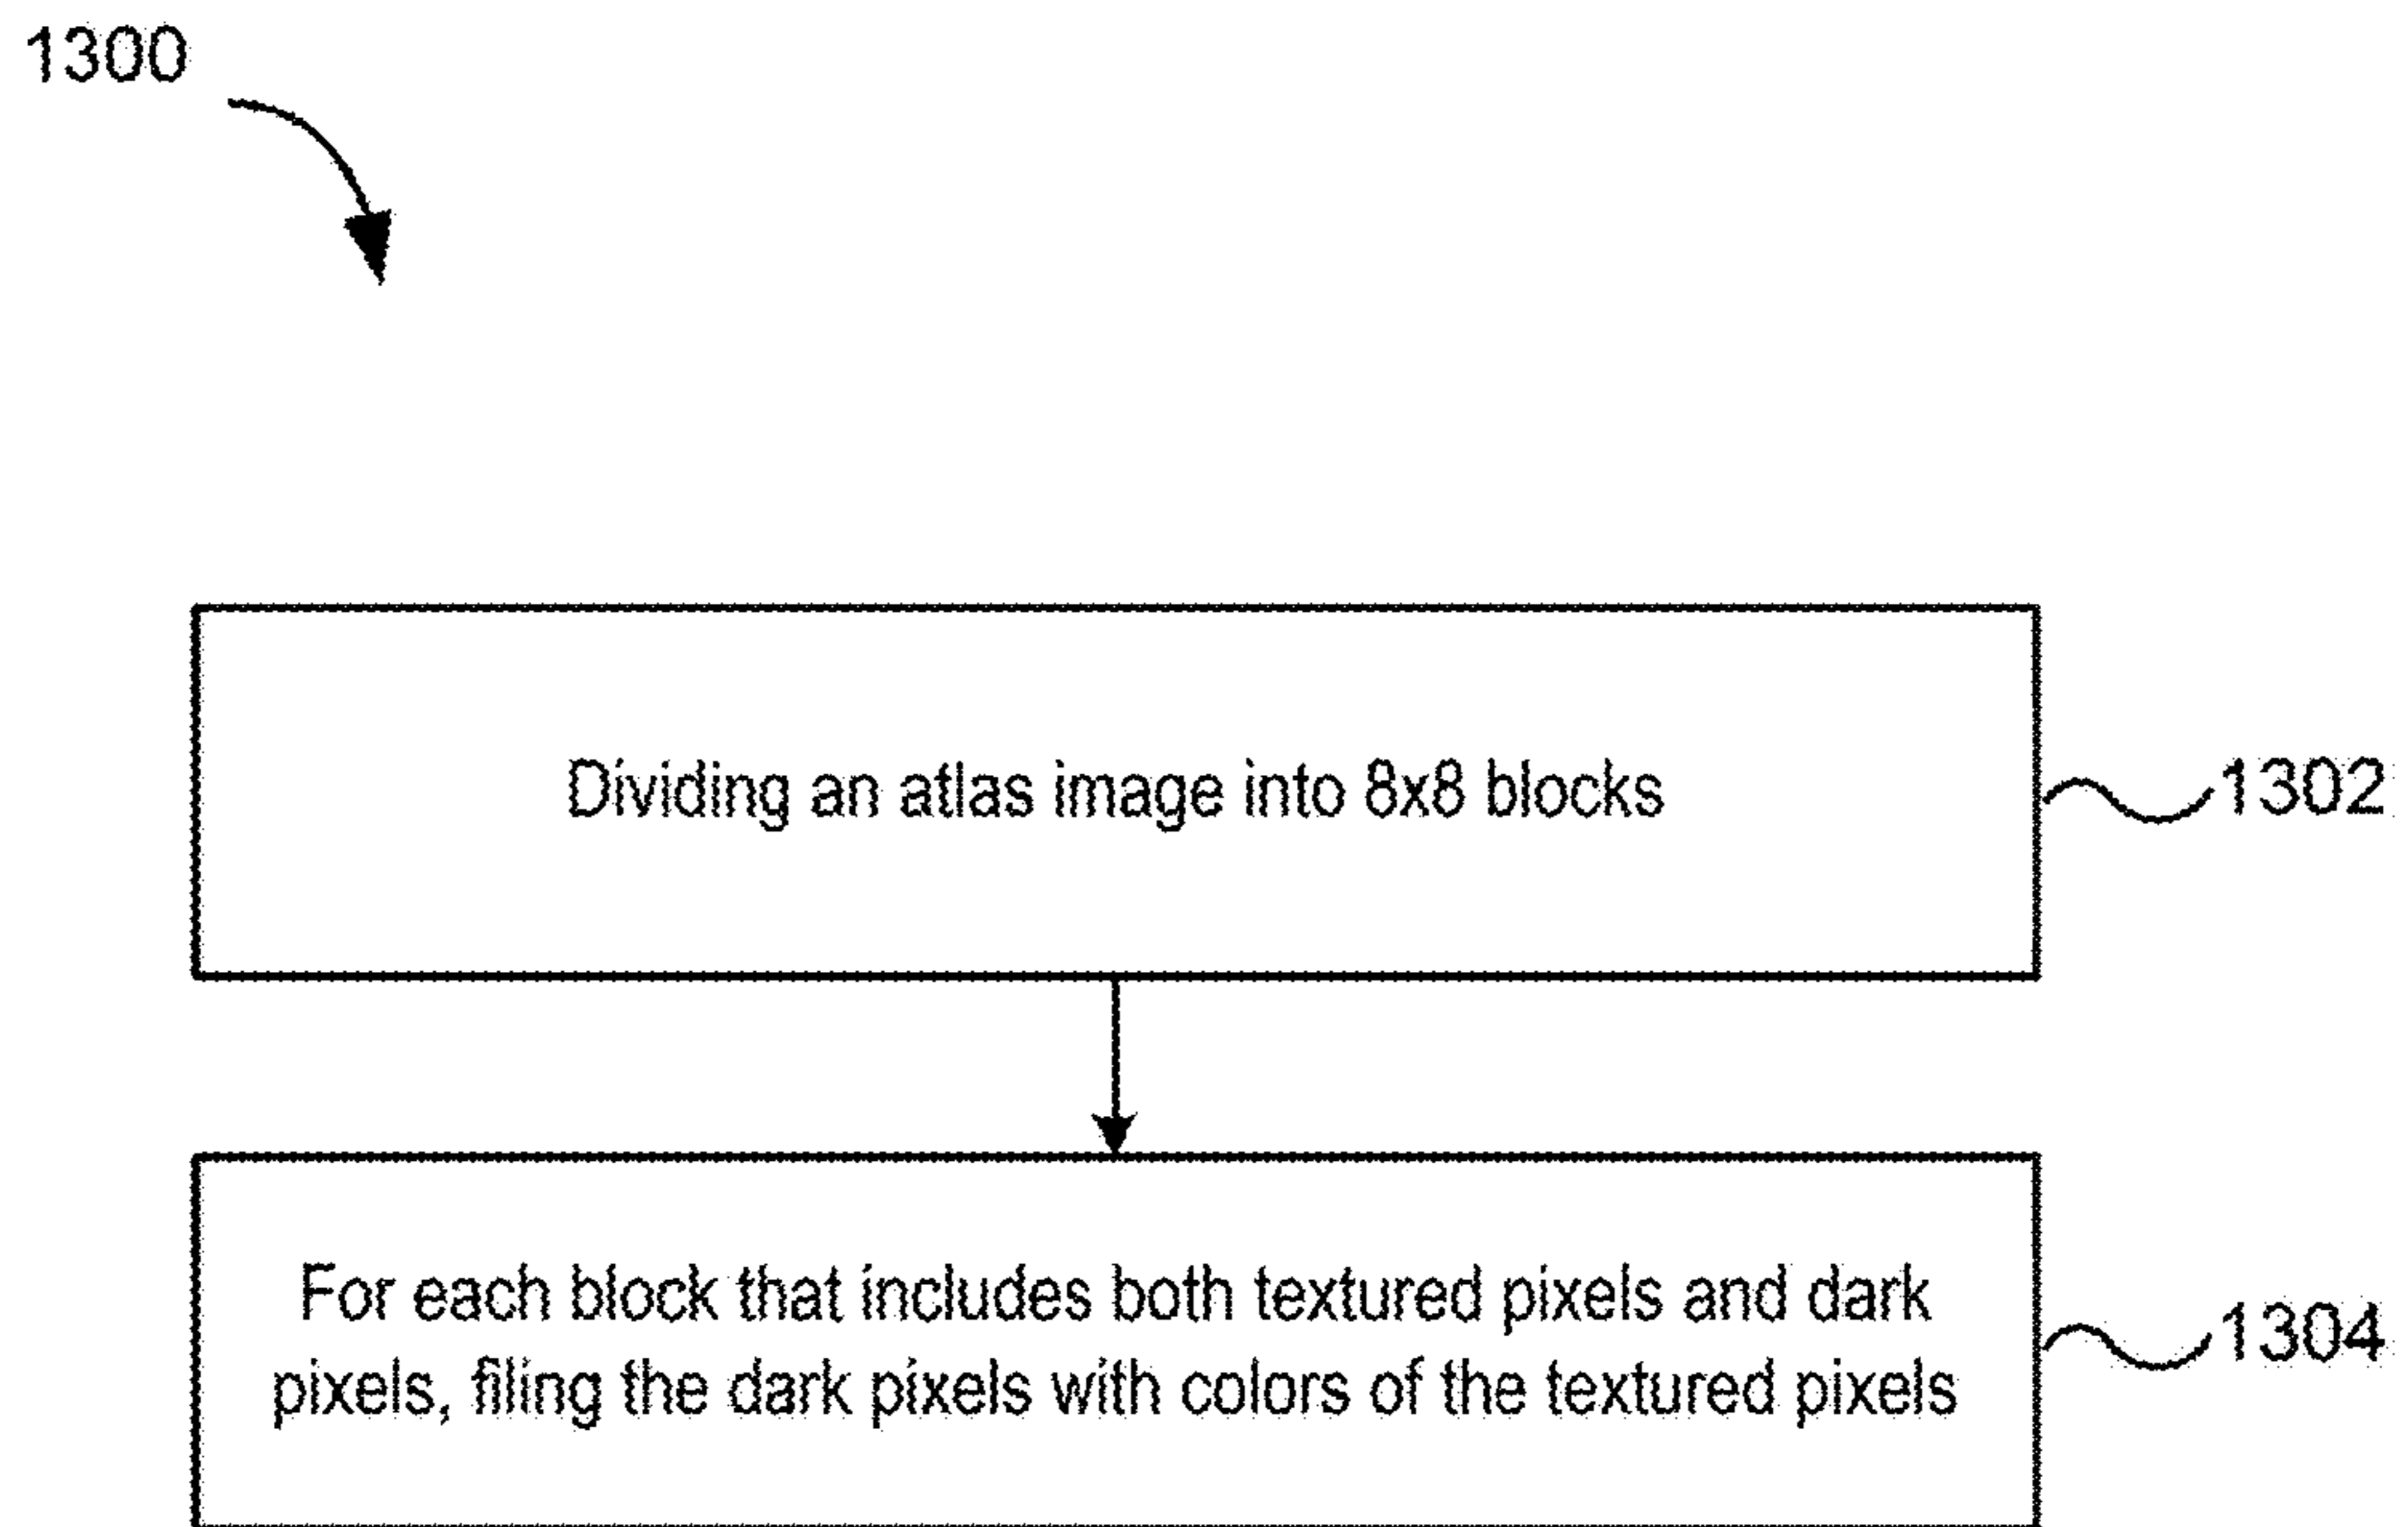 1300
Dividing an atlas image into 8x8 blocks
1302
For each block that includes both textured pixels and dark
pixels, filing the dark pixels with colors of the textured pixels
1304